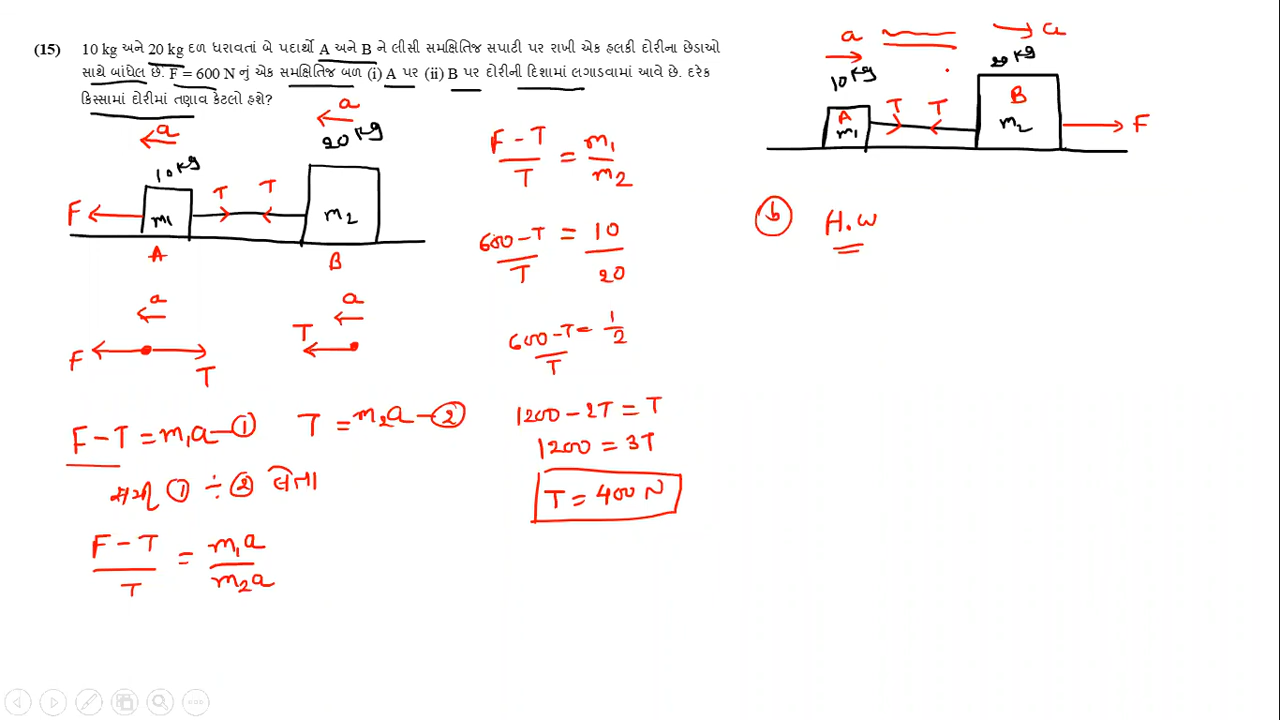 (15) 10 kg અને 20 kg દળ ધરાવતાં બે પદાર્થો A અને B ને લીસી સમક્ષિતિજ સપાટી પર રાખી એક હલકી દોરીના છેડાઓ
સાથે બાંધેલ છે. F = 600 N નું એક સમક્ષિતિજ બળ (i) A પર (ii) B પર દોરીની દિશામાં લગાડવામાં આવે છે. દરેક
કિસ્સામાં દોરીમાં તણાવ કેટલો હશે?
a a
10 kg 20 kg
F m₁ T T m₂
A B
a a
F T T
F – T = m₁a – ① T = m₂a – ②
સમી ① ÷ ② લેતા
F – T / T = m₁a / m₂a
F – T / T = m₁ / m₂
600 – T / T = 10 / 20
600 – T / T = 1 / 2
1200 – 2T = T
1200 = 3T
T = 400 N
a a
10 kg 20 kg
A m₁ T T B m₂ F
ⓑ H.W